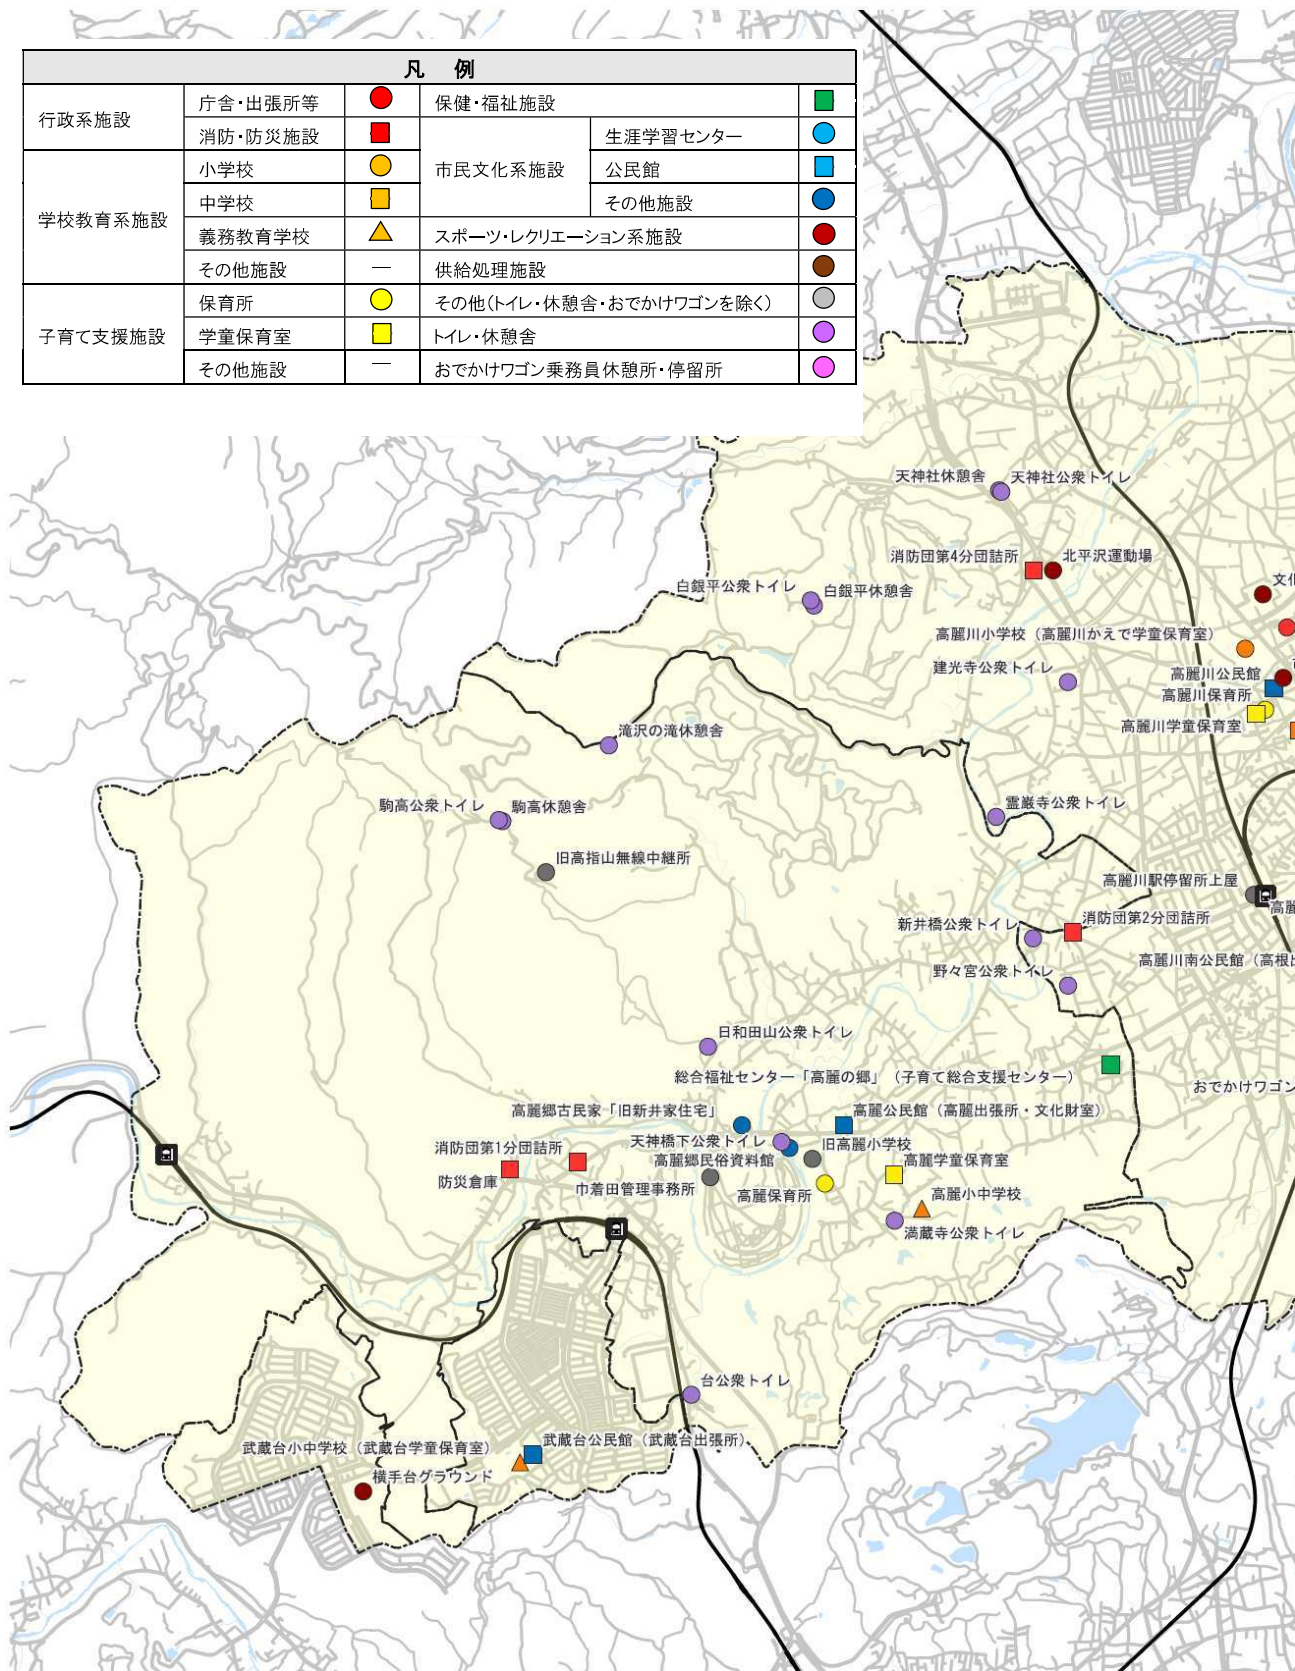 凡 例
行政系施設 庁舎・出張所等 保健・福祉施設
消防・防災施設 市民文化系施設 生涯学習センター
学校教育系施設 小学校 公民館
中学校 その他施設
義務教育学校 スポーツ・レクリエーション系施設
その他施設 ― 供給処理施設
子育て支援施設 保育所 その他(トイレ・休憩舎・おでかけワゴンを除く)
学童保育室 トイレ・休憩舎
その他施設 ― おでかけワゴン乗務員休憩所・停留所
天神社休憩舎 天神社公衆トイレ
消防団第4分団詰所 北平沢運動場
白銀平公衆トイレ 白銀平休憩舎
文化
高麗川小学校（高麗川かえで学童保育室）
建光寺公衆トイレ
高麗川公民館
高麗川保育所
高麗川学童保育室
滝沢の滝休憩舎
駒高公衆トイレ 駒高休憩舎
霊巌寺公衆トイレ
旧高指山無線中継所
高麗川駅停留所上屋
高麗
新井橋公衆トイレ 消防団第2分団詰所
野々宮公衆トイレ
高麗川南公民館（高根出
日和田山公衆トイレ
総合福祉センター「高麗の郷」（子育て総合支援センター）
おでかけワゴン
高麗郷古民家「旧新井家住宅」 高麗公民館（高麗出張所・文化財室）
天神橋下公衆トイレ 旧高麗小学校
消防団第1分団詰所
高麗郷民俗資料館 高麗学童保育室
防災倉庫
巾着田管理事務所 高麗保育所 高麗小中学校
満蔵寺公衆トイレ
台公衆トイレ
武蔵台公民館（武蔵台出張所）
武蔵台小中学校（武蔵台学童保育室）
横手台グラウンド